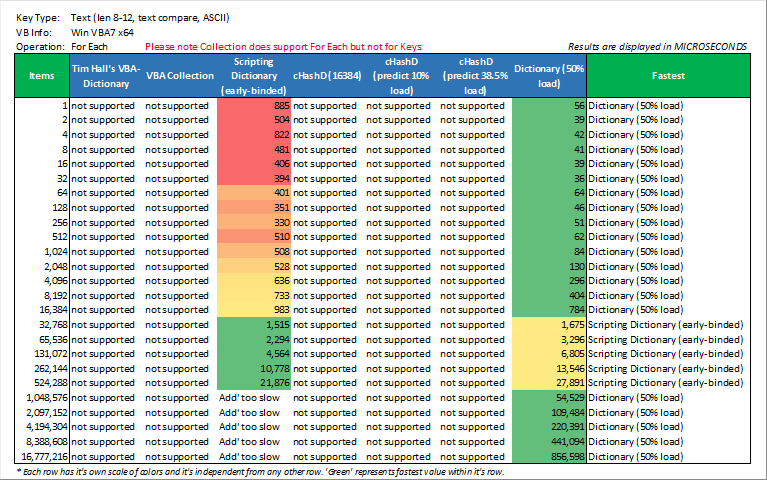 Key Type: Text (len 8-12, text compare, ASCII)
VB Info: Win VBA7 x64
Operation: For Each Please note Collection does support For Each but not for Keys Results are displayed in MICROSECONDS
Items Tim Hall's VBA-Dictionary VBA Collection Scripting Dictionary (early-binded) cHashD (16384) cHashD (predict 10% load) cHashD (predict 38.5% load) Dictionary (50% load) Fastest
1 not supported not supported 885 not supported not supported not supported 56 Dictionary (50% load)
2 not supported not supported 504 not supported not supported not supported 39 Dictionary (50% load)
4 not supported not supported 822 not supported not supported not supported 42 Dictionary (50% load)
8 not supported not supported 481 not supported not supported not supported 41 Dictionary (50% load)
16 not supported not supported 406 not supported not supported not supported 39 Dictionary (50% load)
32 not supported not supported 394 not supported not supported not supported 36 Dictionary (50% load)
64 not supported not supported 401 not supported not supported not supported 64 Dictionary (50% load)
128 not supported not supported 351 not supported not supported not supported 46 Dictionary (50% load)
256 not supported not supported 330 not supported not supported not supported 51 Dictionary (50% load)
512 not supported not supported 510 not supported not supported not supported 62 Dictionary (50% load)
1,024 not supported not supported 508 not supported not supported not supported 84 Dictionary (50% load)
2,048 not supported not supported 528 not supported not supported not supported 130 Dictionary (50% load)
4,096 not supported not supported 636 not supported not supported not supported 296 Dictionary (50% load)
8,192 not supported not supported 733 not supported not supported not supported 404 Dictionary (50% load)
16,384 not supported not supported 983 not supported not supported not supported 784 Dictionary (50% load)
32,768 not supported not supported 1,515 not supported not supported not supported 1,675 Scripting Dictionary (early-binded)
65,536 not supported not supported 2,294 not supported not supported not supported 3,296 Scripting Dictionary (early-binded)
131,072 not supported not supported 4,564 not supported not supported not supported 6,805 Scripting Dictionary (early-binded)
262,144 not supported not supported 10,778 not supported not supported not supported 13,546 Scripting Dictionary (early-binded)
524,288 not supported not supported 21,876 not supported not supported not supported 27,891 Scripting Dictionary (early-binded)
1,048,576 not supported not supported Add' too slow not supported not supported not supported 54,529 Dictionary (50% load)
2,097,152 not supported not supported Add' too slow not supported not supported not supported 109,484 Dictionary (50% load)
4,194,304 not supported not supported Add' too slow not supported not supported not supported 220,391 Dictionary (50% load)
8,388,608 not supported not supported Add' too slow not supported not supported not supported 441,094 Dictionary (50% load)
16,777,216 not supported not supported Add' too slow not supported not supported not supported 856,598 Dictionary (50% load)
* Each row has it's own scale of colors and it's independent from any other row. 'Green' represents fastest value within it's row.